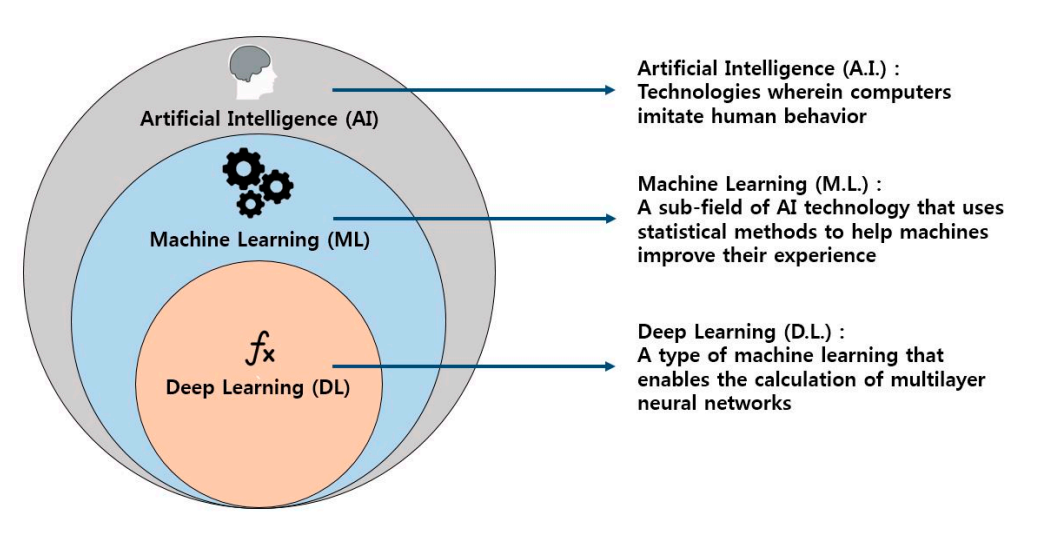 Artificial Intelligence (AI)
Machine Learning (ML)
fx
Deep Learning (DL)
Artificial Intelligence (A.I.) :
Technologies wherein computers
imitate human behavior
Machine Learning (M.L.) :
A sub-field of AI technology that uses
statistical methods to help machines
improve their experience
Deep Learning (D.L.) :
A type of machine learning that
enables the calculation of multilayer
neural networks